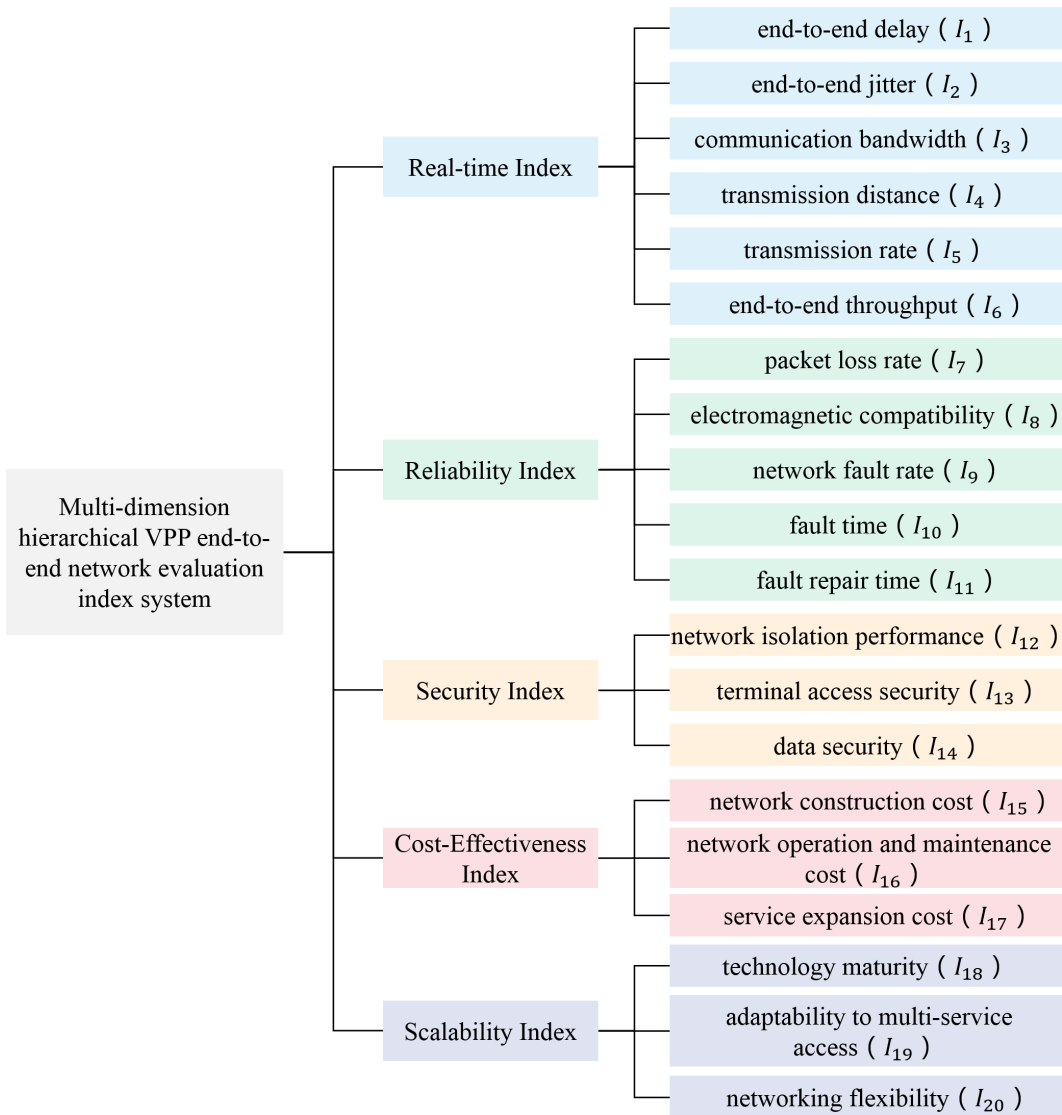 Multi-dimension
hierarchical VPP end-to-
end network evaluation
index system
Real-time Index
end-to-end delay ( I₁ )
end-to-end jitter ( I₂ )
communication bandwidth ( I₃ )
transmission distance ( I₄ )
transmission rate ( I₅ )
end-to-end throughput ( I₆ )
Reliability Index
packet loss rate ( I₇ )
electromagnetic compatibility ( I₈ )
network fault rate ( I₉ )
fault time ( I₁₀ )
fault repair time ( I₁₁ )
Security Index
network isolation performance ( I₁₂ )
terminal access security ( I₁₃ )
data security ( I₁₄ )
Cost-Effectiveness
Index
network construction cost ( I₁₅ )
network operation and maintenance
cost ( I₁₆ )
service expansion cost ( I₁₇ )
Scalability Index
technology maturity ( I₁₈ )
adaptability to multi-service
access ( I₁₉ )
networking flexibility ( I₂₀ )